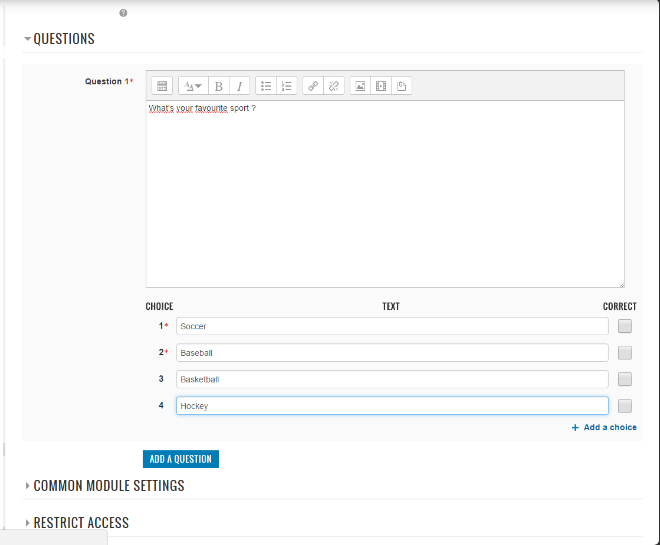 QUESTIONS
Question 1*
B I
What's your favourite sport ?
CHOICE TEXT CORRECT
1* Soccer
2* Baseball
3 Basketball
4 Hockey
+ Add a choice
ADD A QUESTION
COMMON MODULE SETTINGS
RESTRICT ACCESS